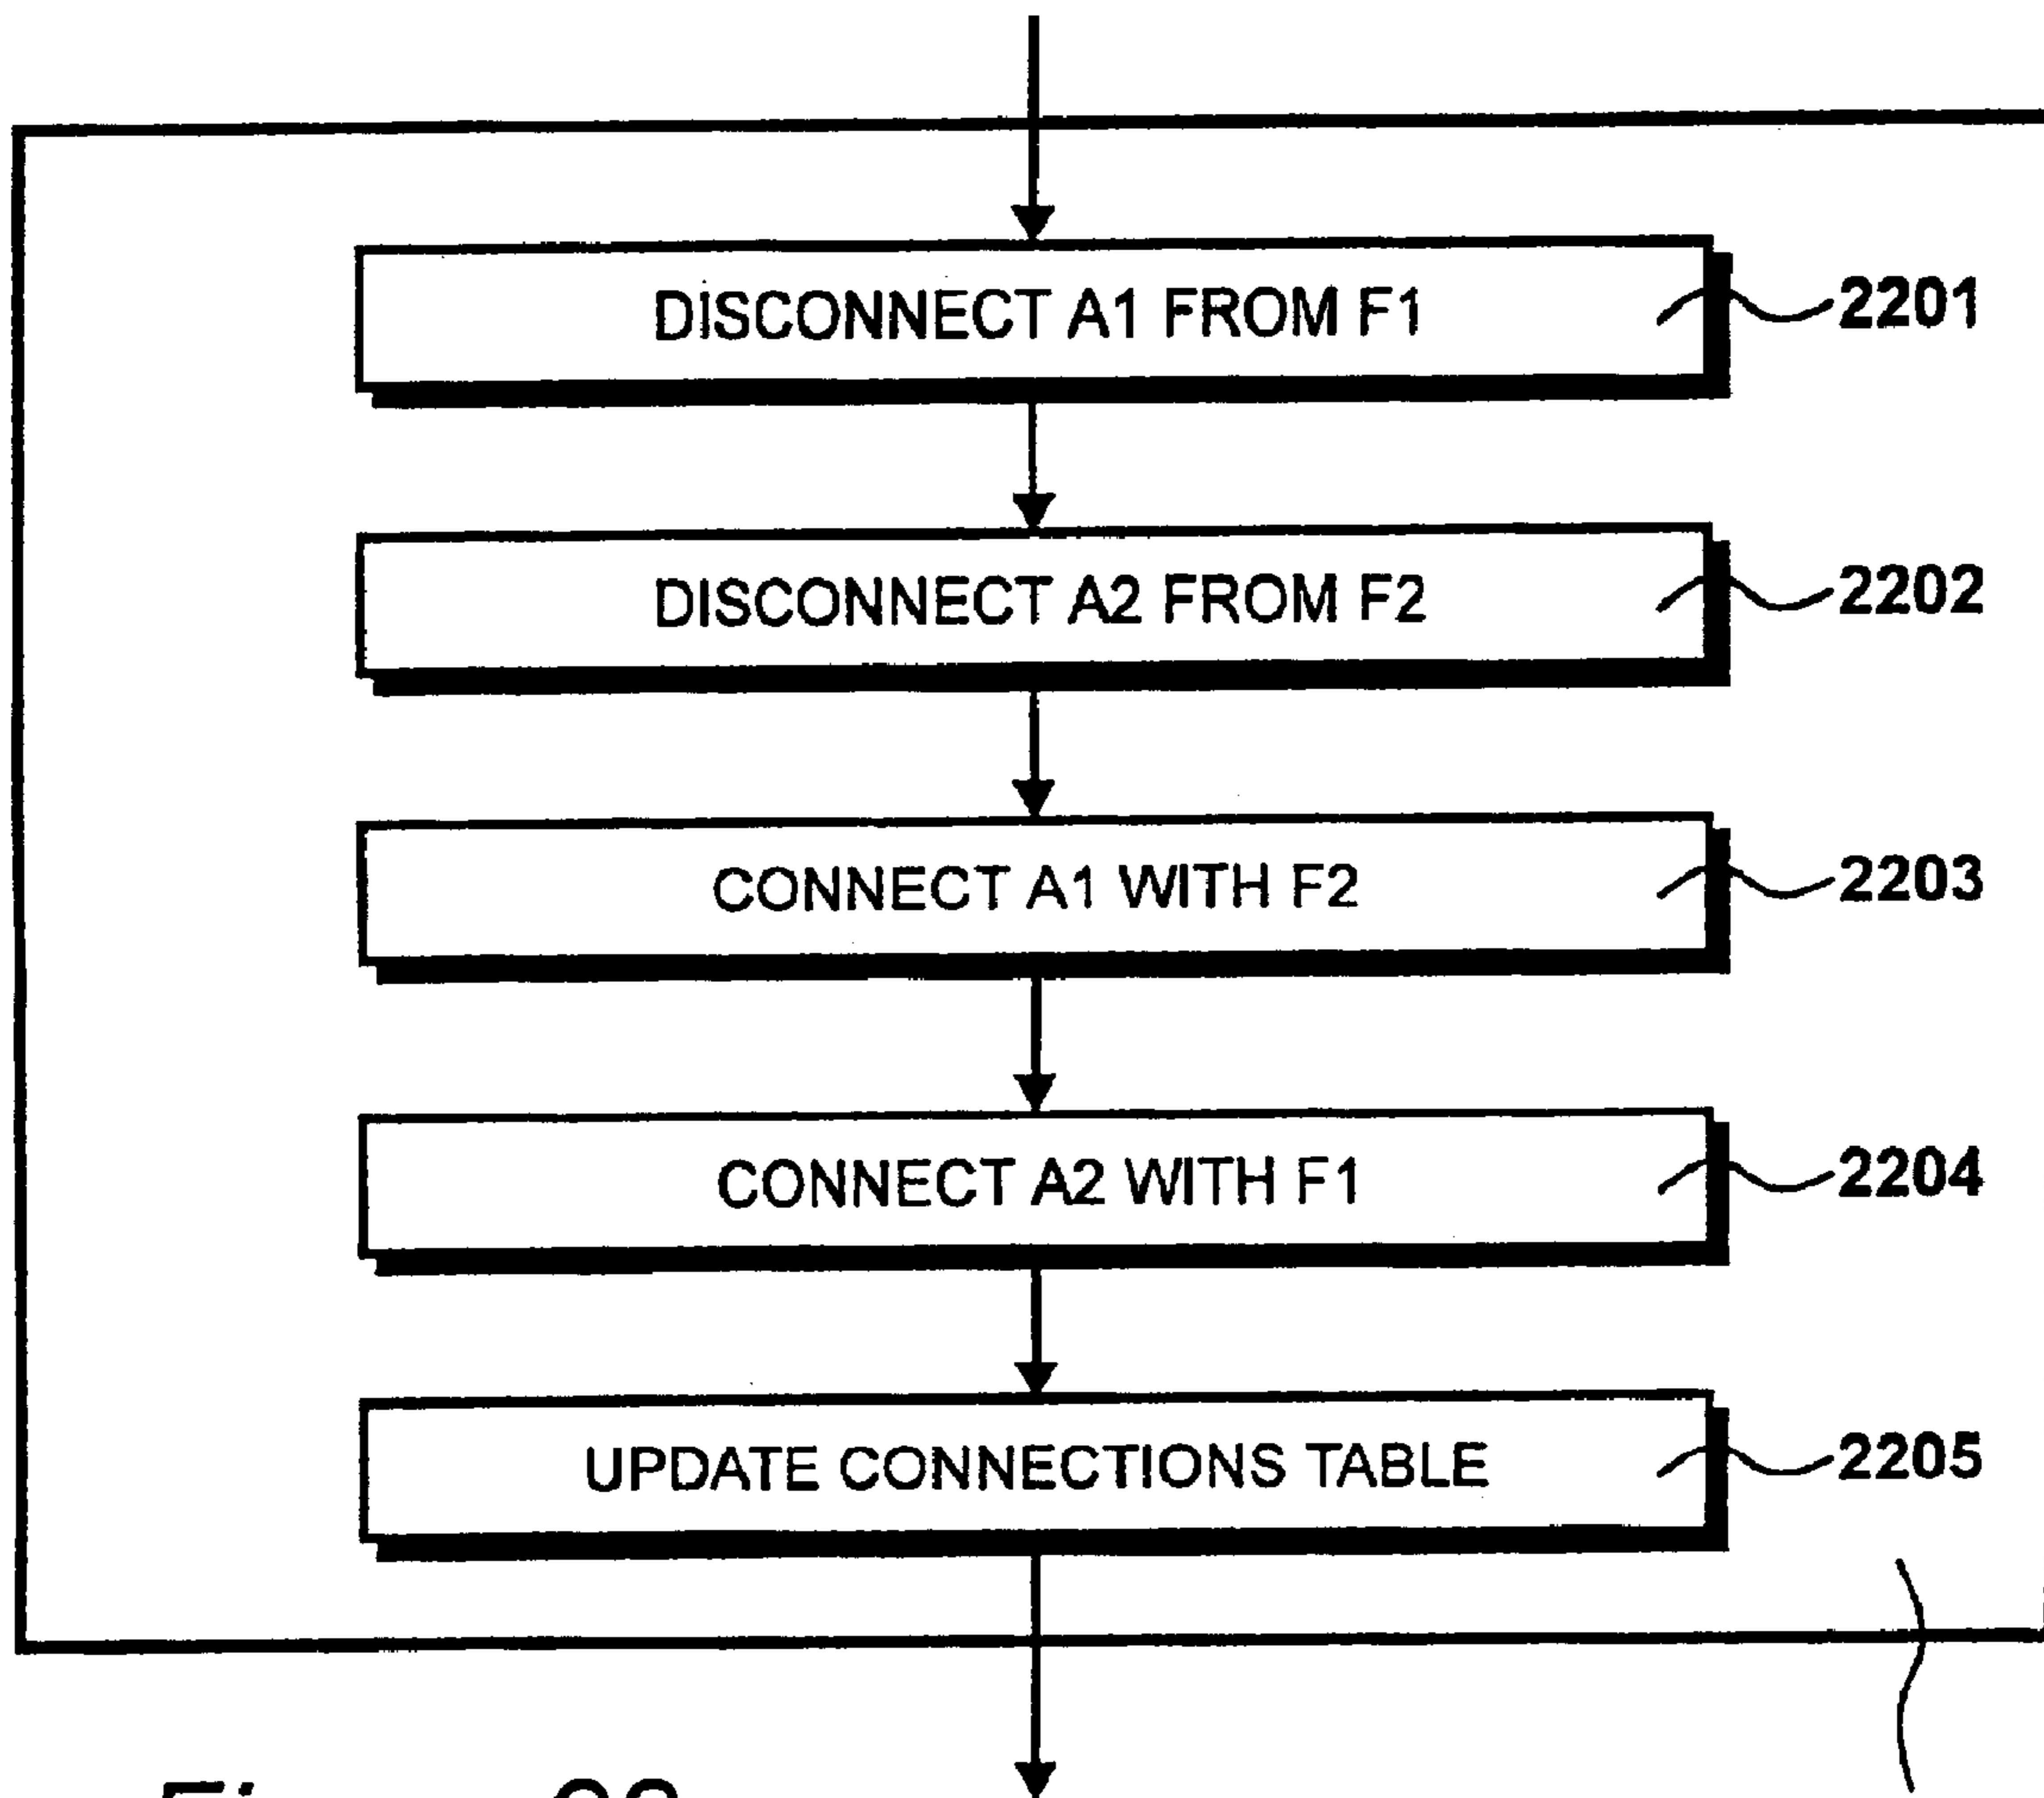 DISCONNECT A1 FROM F1
2201
DISCONNECT A2 FROM F2
2202
CONNECT A1 WITH F2
2203
CONNECT A2 WITH F1
2204
UPDATE CONNECTIONS TABLE
2205